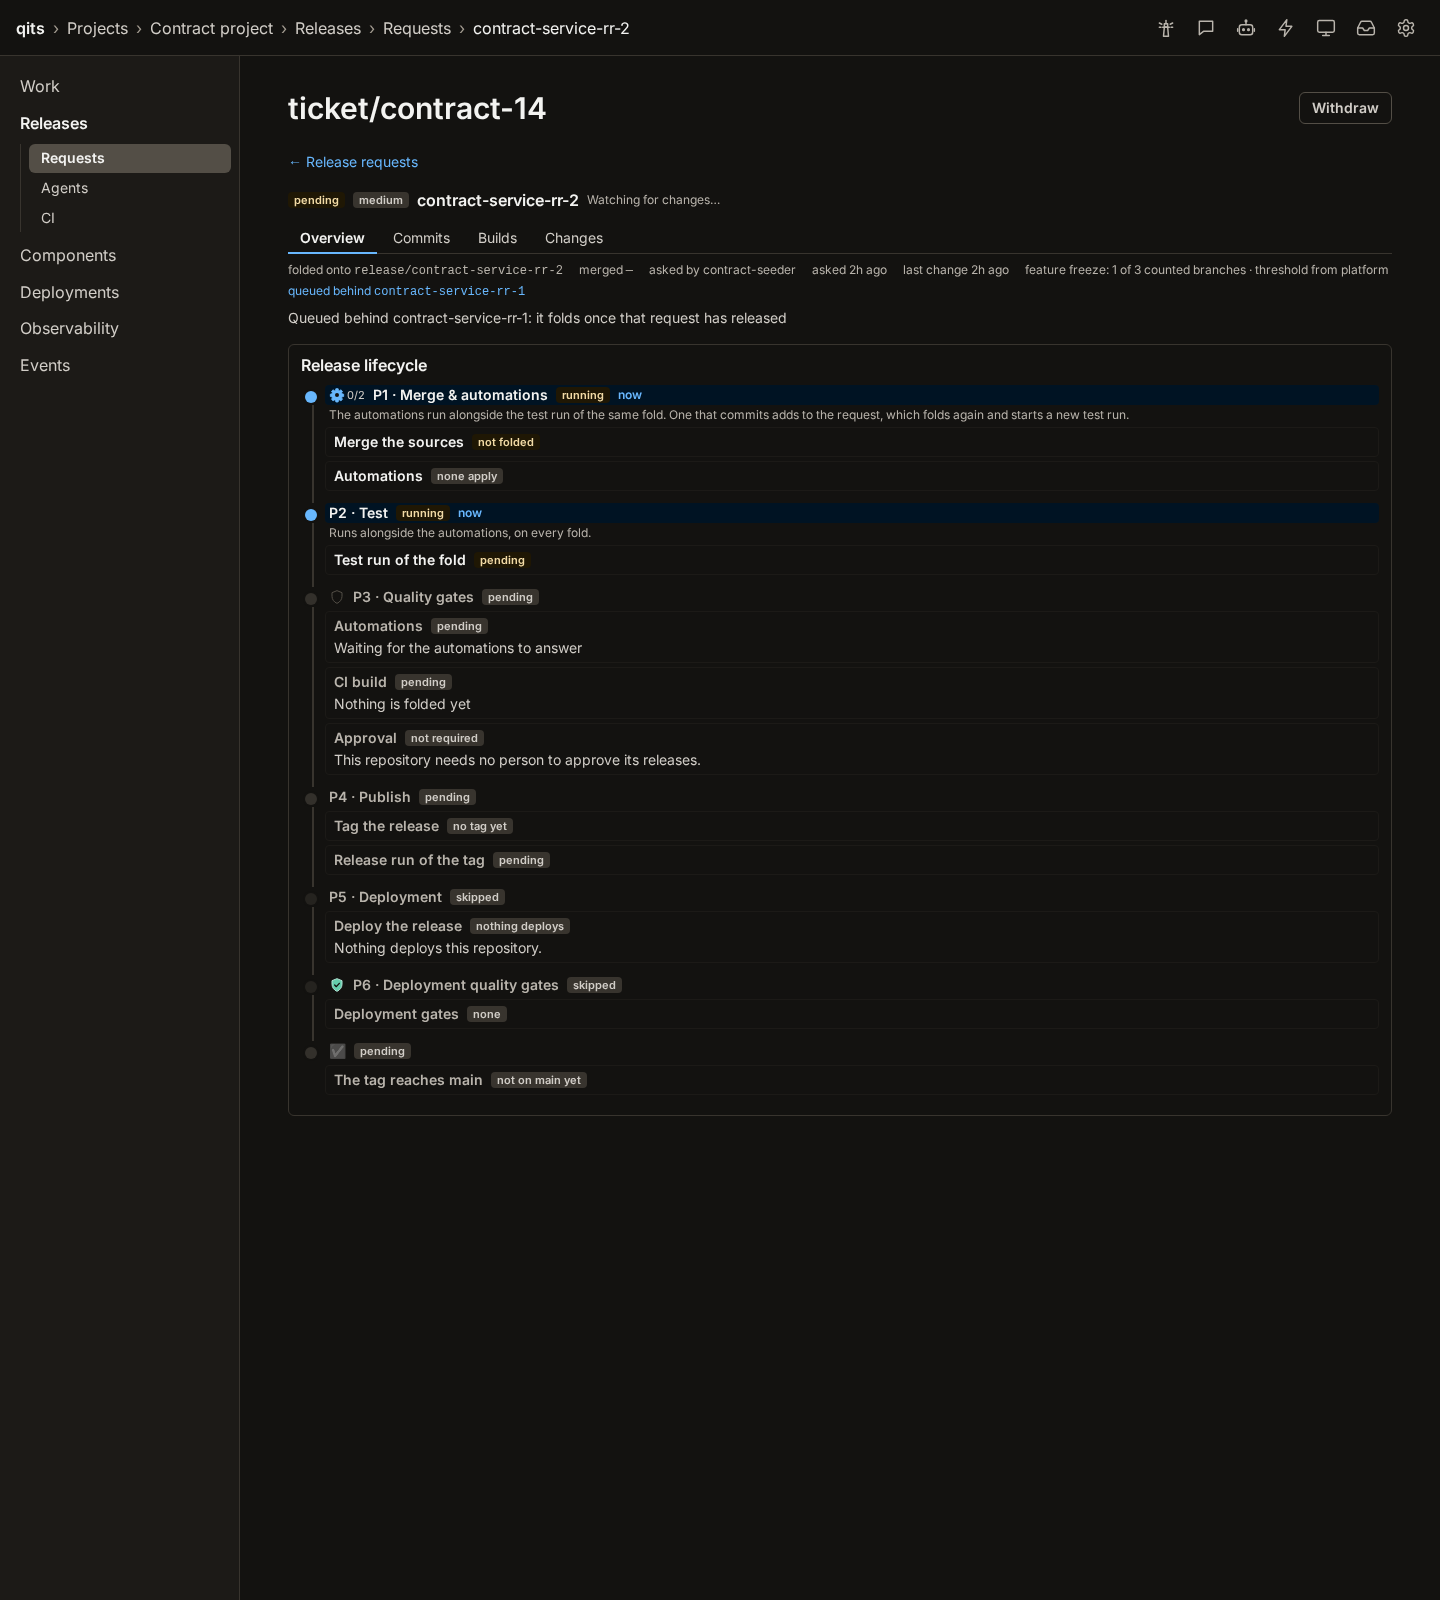 qits › Projects › Contract project › Releases › Requests › contract-service-rr-2
Work
Releases
Requests
Agents
CI
Components
Deployments
Observability
Events
ticket/contract-14
Withdraw
← Release requests
pending medium contract-service-rr-2 Watching for changes...
Overview Commits Builds Changes
folded onto release/contract-service-rr-2 merged — asked by contract-seeder asked 2h ago last change 2h ago feature freeze: 1 of 3 counted branches · threshold from platform
queued behind contract-service-rr-1
Queued behind contract-service-rr-1: it folds once that request has released
Release lifecycle
0/2 P1 · Merge & automations running now
The automations run alongside the test run of the same fold. One that commits adds to the request, which folds again and starts a new test run.
Merge the sources not folded
Automations none apply
P2 · Test running now
Runs alongside the automations, on every fold.
Test run of the fold pending
P3 · Quality gates pending
Automations pending
Waiting for the automations to answer
CI build pending
Nothing is folded yet
Approval not required
This repository needs no person to approve its releases.
P4 · Publish pending
Tag the release no tag yet
Release run of the tag pending
P5 · Deployment skipped
Deploy the release nothing deploys
Nothing deploys this repository.
P6 · Deployment quality gates skipped
Deployment gates none
pending
The tag reaches main not on main yet